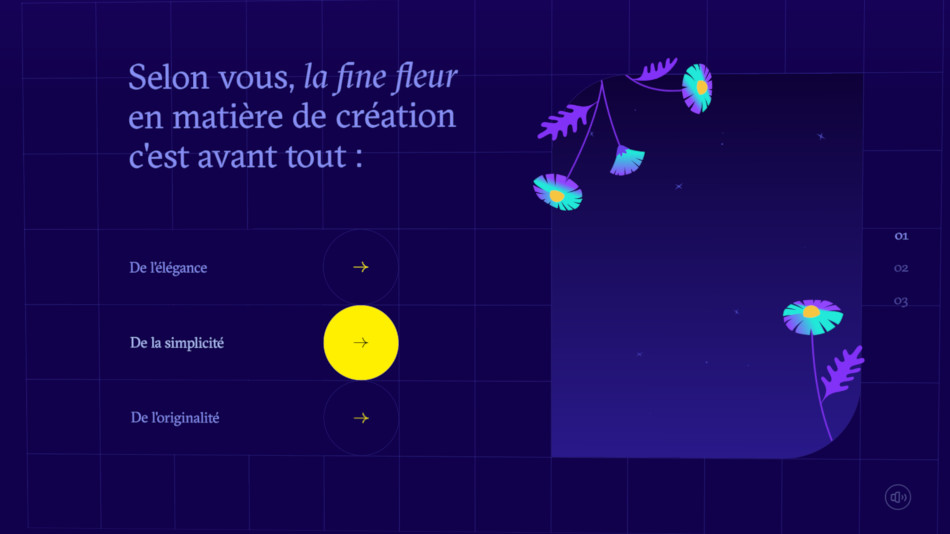 Selon vous, la fine fleur
en matière de création
c'est avant tout :
De l'élégance
De la simplicité
De l'originalité
01
02
03